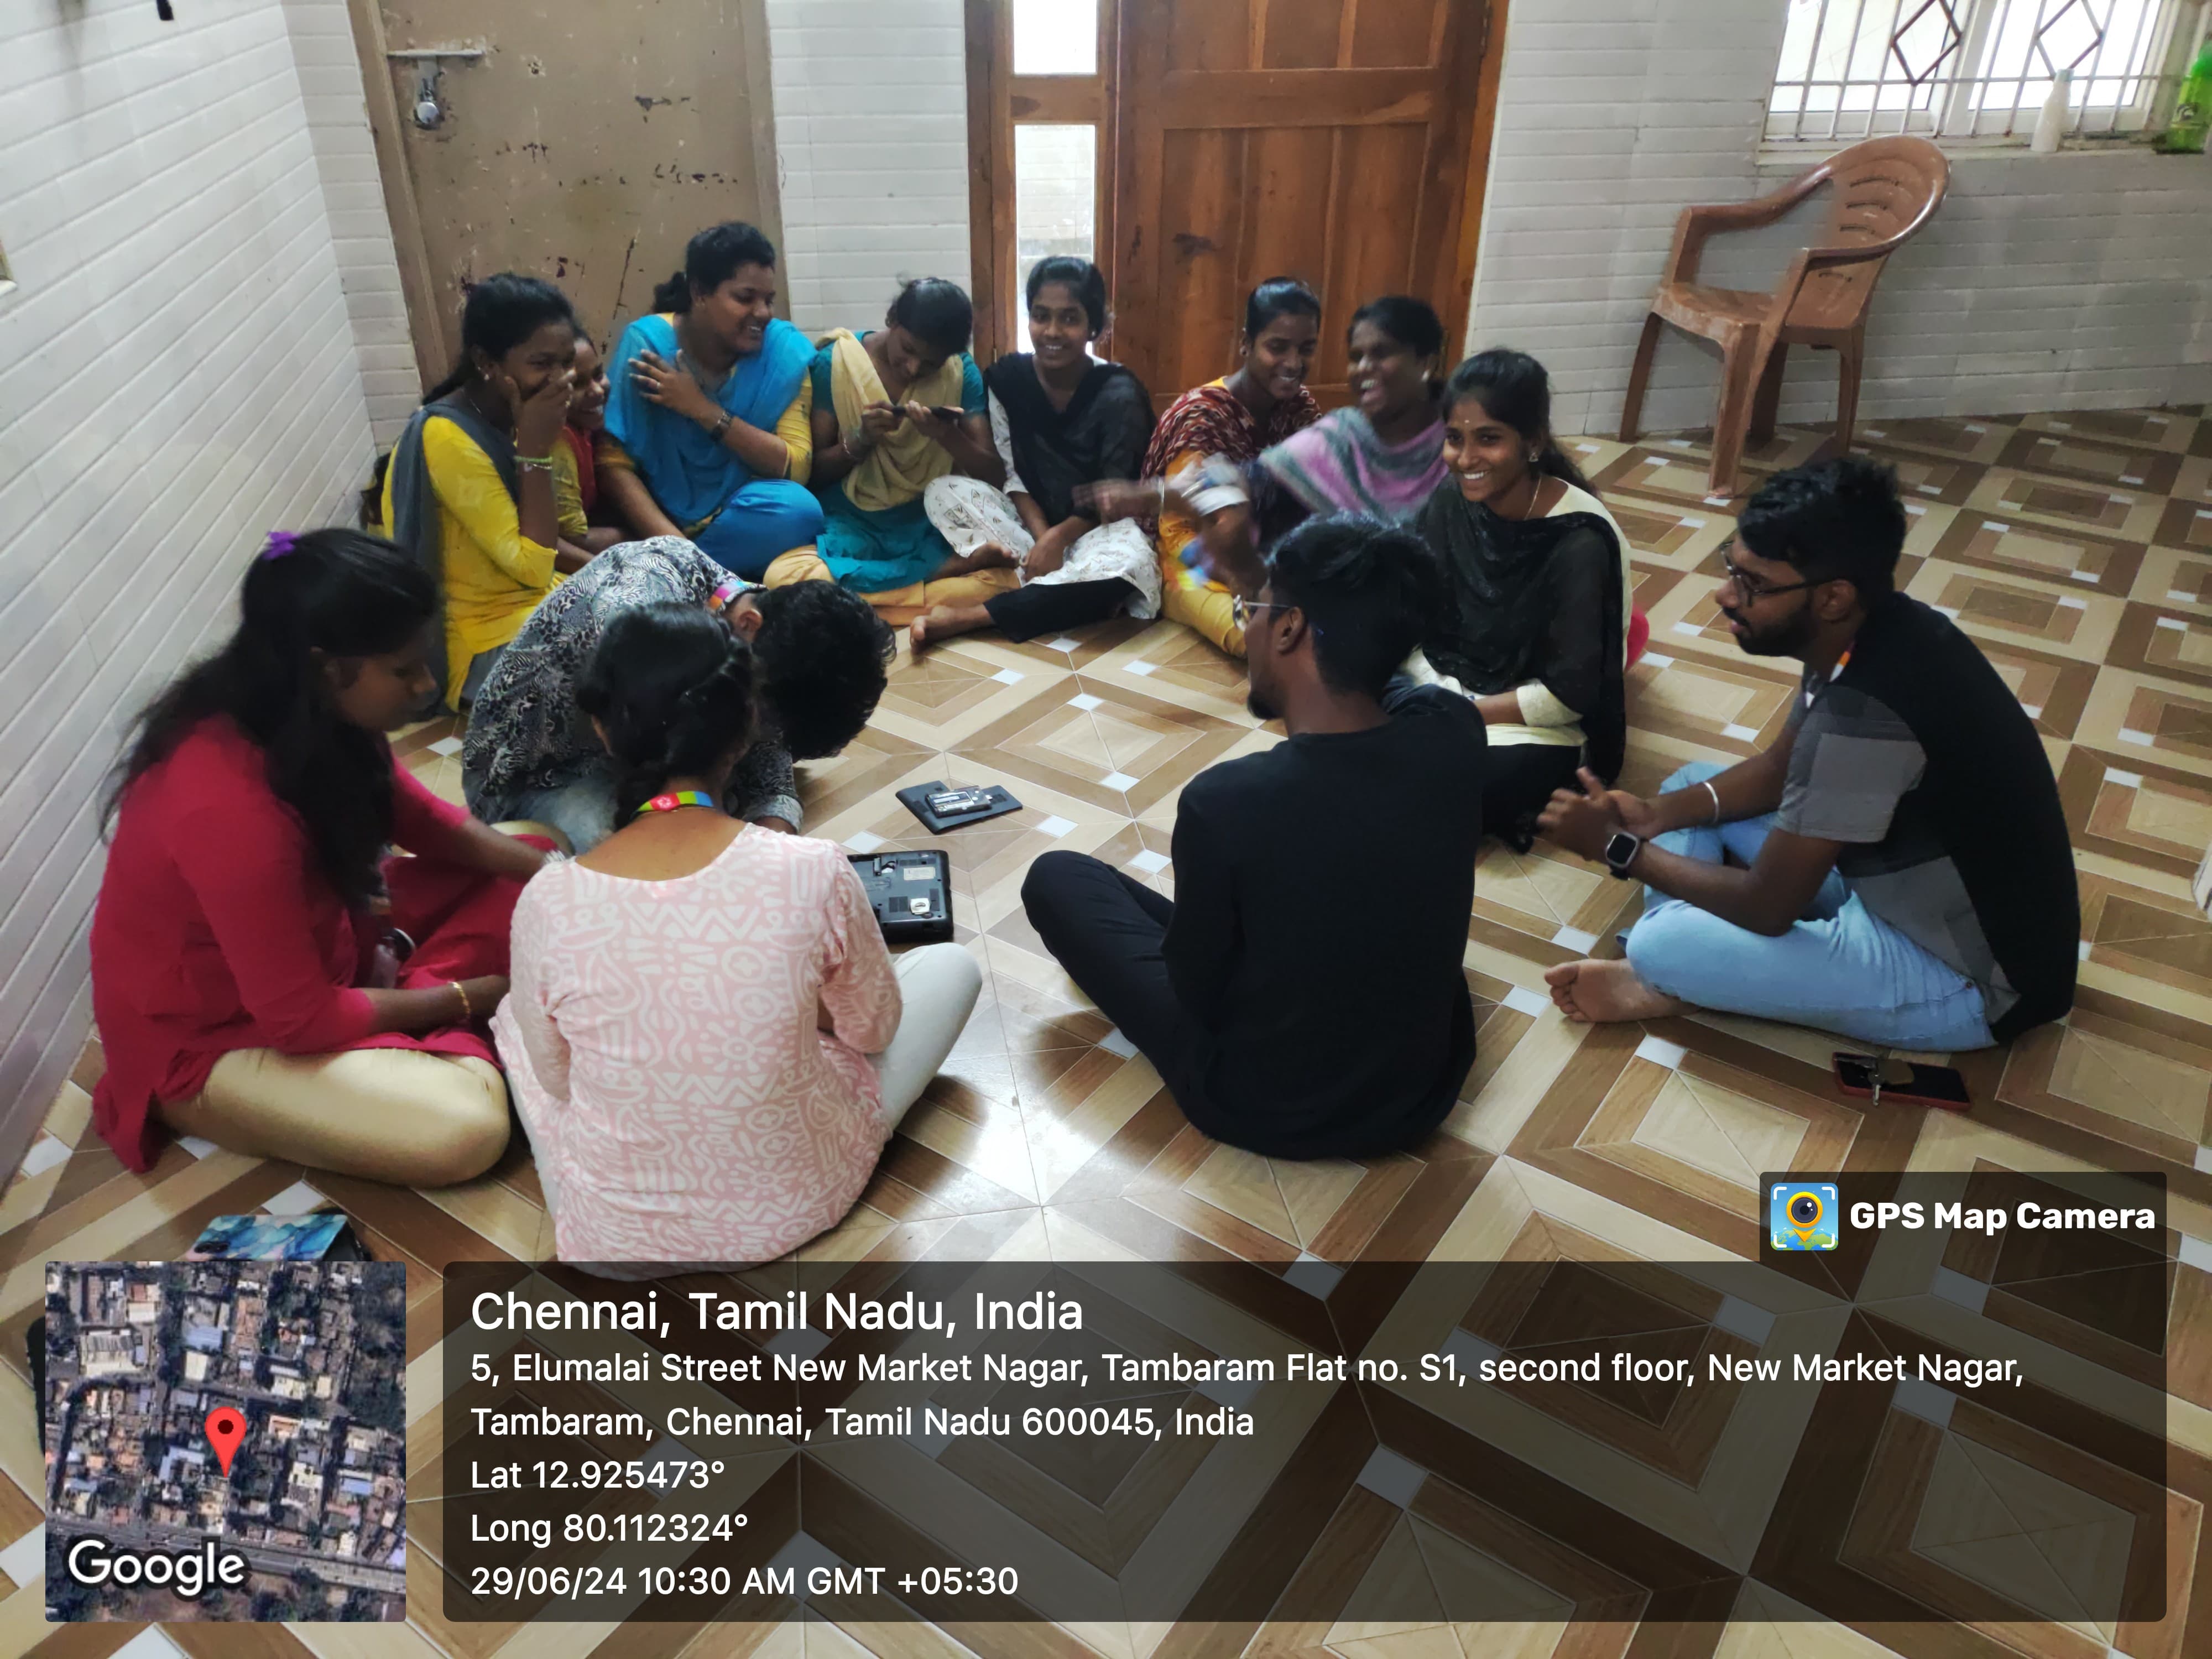 GPS Map Camera
Chennai, Tamil Nadu, India
5, Elumalai Street New Market Nagar, Tambaram Flat no. S1, second floor, New Market Nagar,
Tambaram, Chennai, Tamil Nadu 600045, India
Lat 12.925473°
Long 80.112324°
29/06/24 10:30 AM GMT +05:30
Google